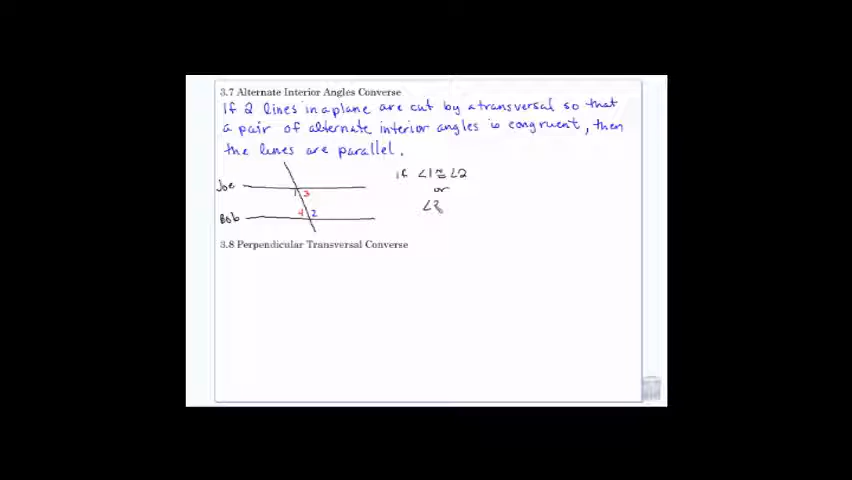 3.7 Alternate Interior Angles Converse
If 2 lines in a plane are cut by a transversal so that
a pair of alternate interior angles is congruent, then
the lines are parallel.
if ∠1 ≅ ∠2
or
∠3
Joe
1 3
4 2
Bob
3.8 Perpendicular Transversal Converse